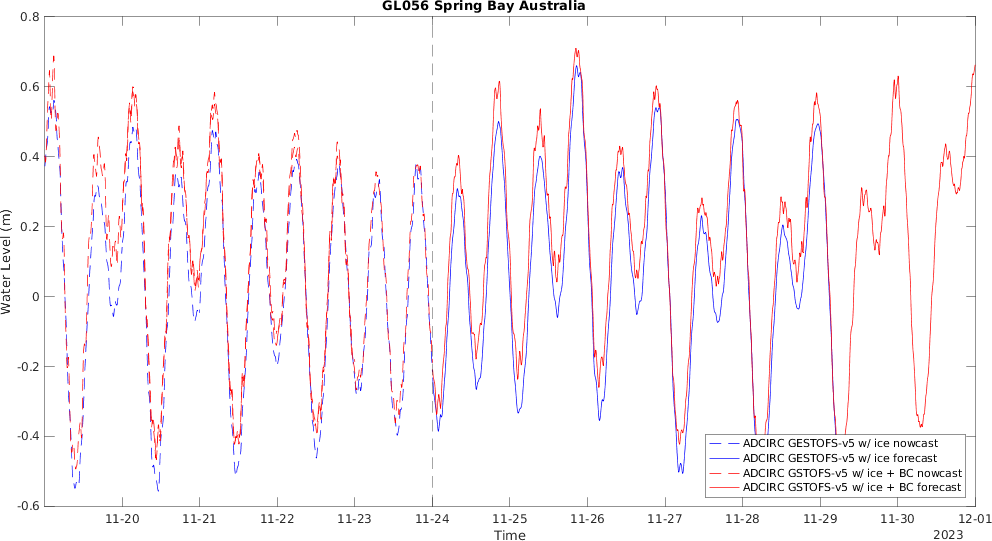 GL056 Spring Bay Australia
0.8
0.6
0.4
0.2
0
-0.2
-0.4
-0.6
Water Level (m)
ADCIRC GESTOFS-v5 w/ ice nowcast
ADCIRC GESTOFS-v5 w/ ice forecast
ADCIRC GSTOFS-v5 w/ ice + BC nowcast
ADCIRC GSTOFS-v5 w/ ice + BC forecast
11-20 11-21 11-22 11-23 11-24 11-25 11-26 11-27 11-28 11-29 11-30 12-01
Time
2023